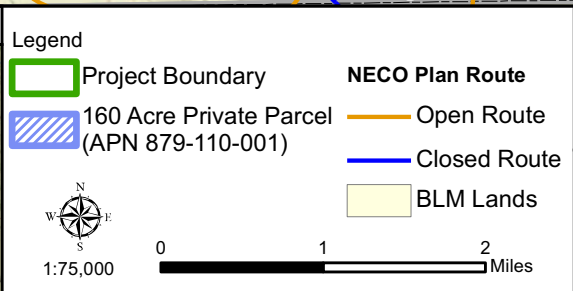 Legend
Project Boundary
160 Acre Private Parcel
(APN 879-110-001)
NECO Plan Route
Open Route
Closed Route
BLM Lands
N
W E
S
1:75,000
0 1 2
Miles